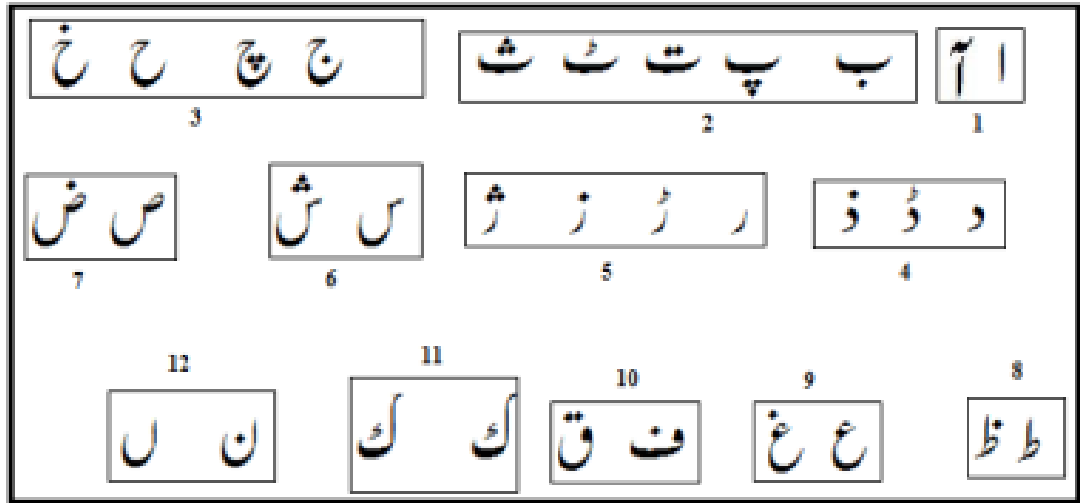 ا آ ب پ ت ٹ ث ج چ ح خ
1 2 3
د ڈ ذ ر ڑ ز ژ س ش ص ض
4 5 6 7
8 9 10 11 12
ط ظ ع غ ف ق ک ک ن ں